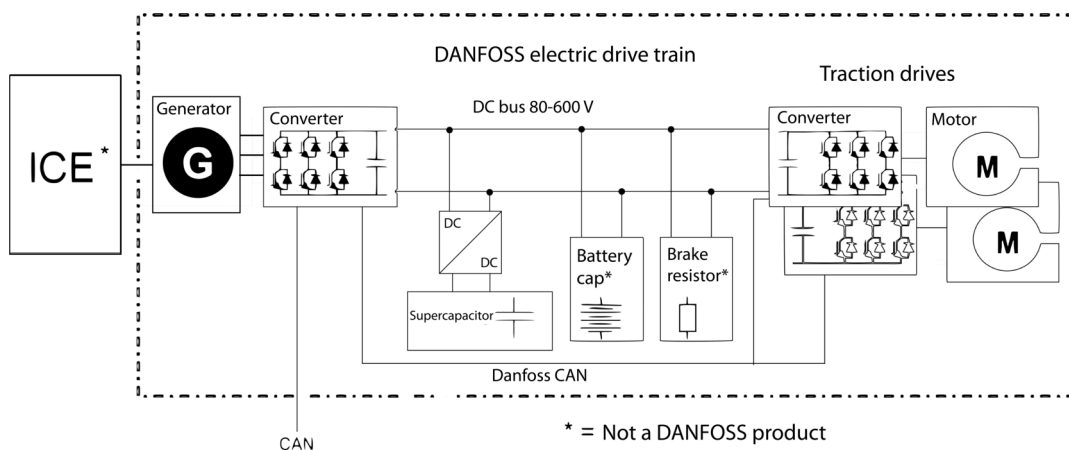 DANFOSS electric drive train
Traction drives
ICE*
Generator
G
Converter
DC bus 80-600 V
Converter
Motor
M
M
DC
DC
Supercapacitor
Battery
cap*
Brake
resistor*
Danfoss CAN
CAN
* = Not a DANFOSS product